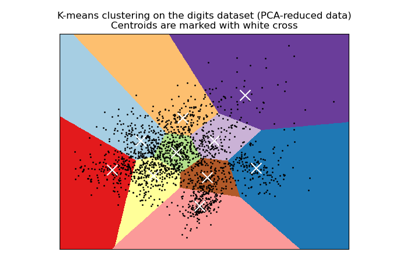 K-means clustering on the digits dataset (PCA-reduced data)
Centroids are marked with white cross